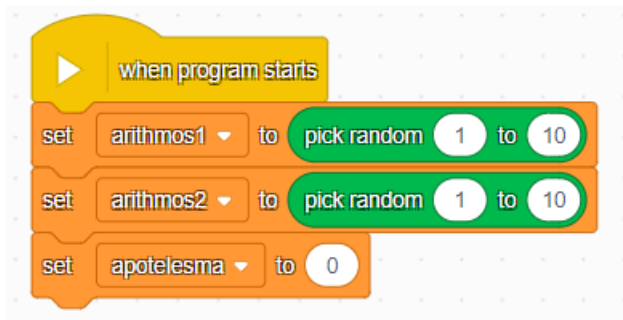 when program starts
set arithmos1 to pick random 1 to 10
set arithmos2 to pick random 1 to 10
set apotelesma to 0